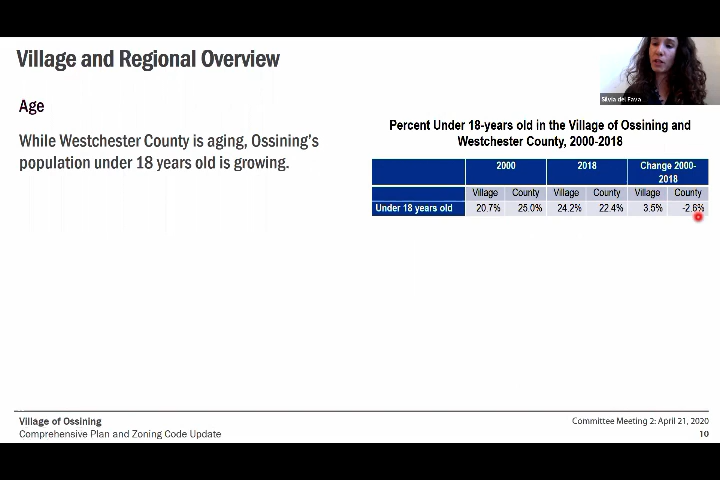 Village and Regional Overview
Silvia del Fava
Age
While Westchester County is aging, Ossining's
population under 18 years old is growing.
Percent Under 18-years old in the Village of Ossining and
Westchester County, 2000-2018
2000 2018 Change 2000-
2018
Village County Village County Village County
Under 18 years old 20.7% 25.0% 24.2% 22.4% 3.5% -2.6%
Village of Ossining
Comprehensive Plan and Zoning Code Update
Committee Meeting 2: April 21, 2020
10